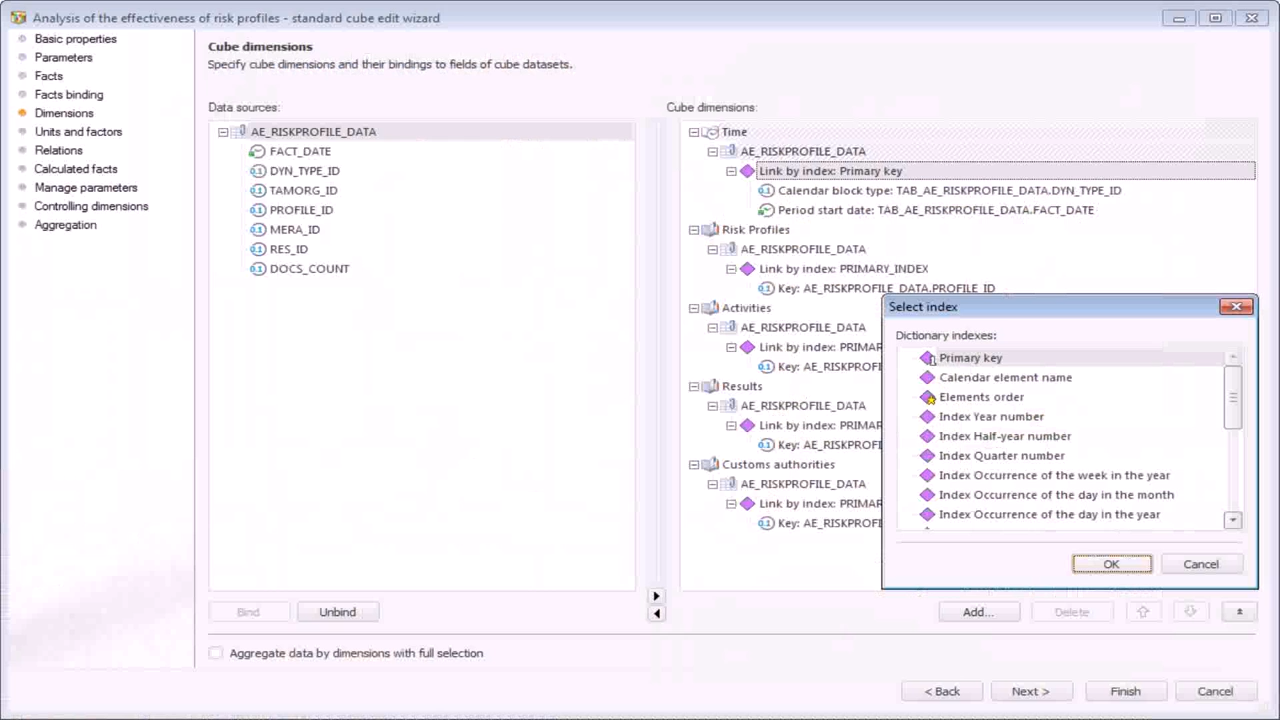 Analysis of the effectiveness of risk profiles - standard cube edit wizard
Basic properties
Parameters
Facts
Facts binding
Dimensions
Units and factors
Relations
Calculated facts
Manage parameters
Controlling dimensions
Aggregation
Cube dimensions
Specify cube dimensions and their bindings to fields of cube datasets.
Data sources:
AE_RISKPROFILE_DATA
FACT_DATE
DYN_TYPE_ID
TAMORG_ID
PROFILE_ID
MERA_ID
RES_ID
DOCS_COUNT
Bind
Unbind
Cube dimensions:
Time
AE_RISKPROFILE_DATA
Link by index: Primary key
Calendar block type: TAB_AE_RISKPROFILE_DATA.DYN_TYPE_ID
Period start date: TAB_AE_RISKPROFILE_DATA.FACT_DATE
Risk Profiles
AE_RISKPROFILE_DATA
Link by index: PRIMARY_INDEX
Key: AE_RISKPROFILE_DATA.PROFILE_ID
Activities
AE_RISKPROFILE_DATA
Link by index: PRIMAR
Key: AE_RISKPROFI
Results
AE_RISKPROFILE_DATA
Link by index: PRIMAR
Key: AE_RISKPROFI
Customs authorities
AE_RISKPROFILE_DATA
Link by index: PRIMAR
Key: AE_RISKPROFI
Select index
Dictionary indexes:
Primary key
Calendar element name
Elements order
Index Year number
Index Half-year number
Index Quarter number
Index Occurrence of the week in the year
Index Occurrence of the day in the month
Index Occurrence of the day in the year
OK
Cancel
Add...
Delete
Aggregate data by dimensions with full selection
< Back
Next >
Finish
Cancel